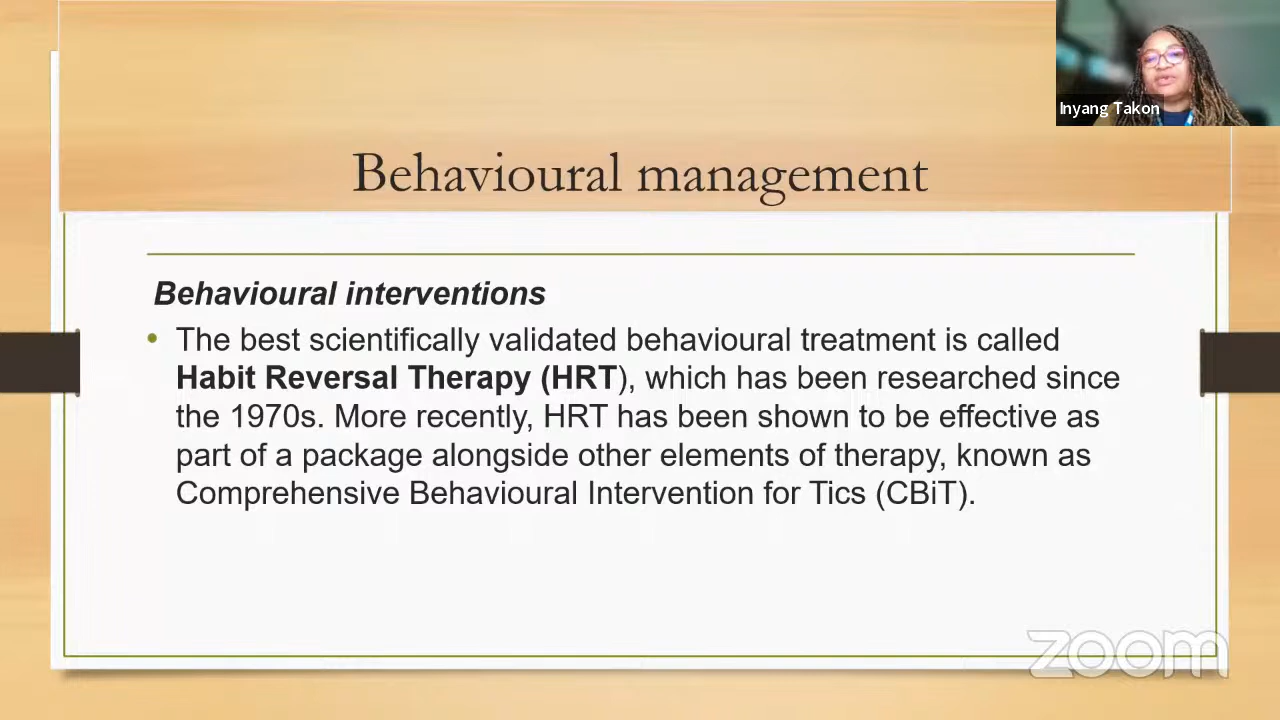 Inyang Takon
Behavioural management
Behavioural interventions
• The best scientifically validated behavioural treatment is called
Habit Reversal Therapy (HRT), which has been researched since
the 1970s. More recently, HRT has been shown to be effective as
part of a package alongside other elements of therapy, known as
Comprehensive Behavioural Intervention for Tics (CBiT).
zoom